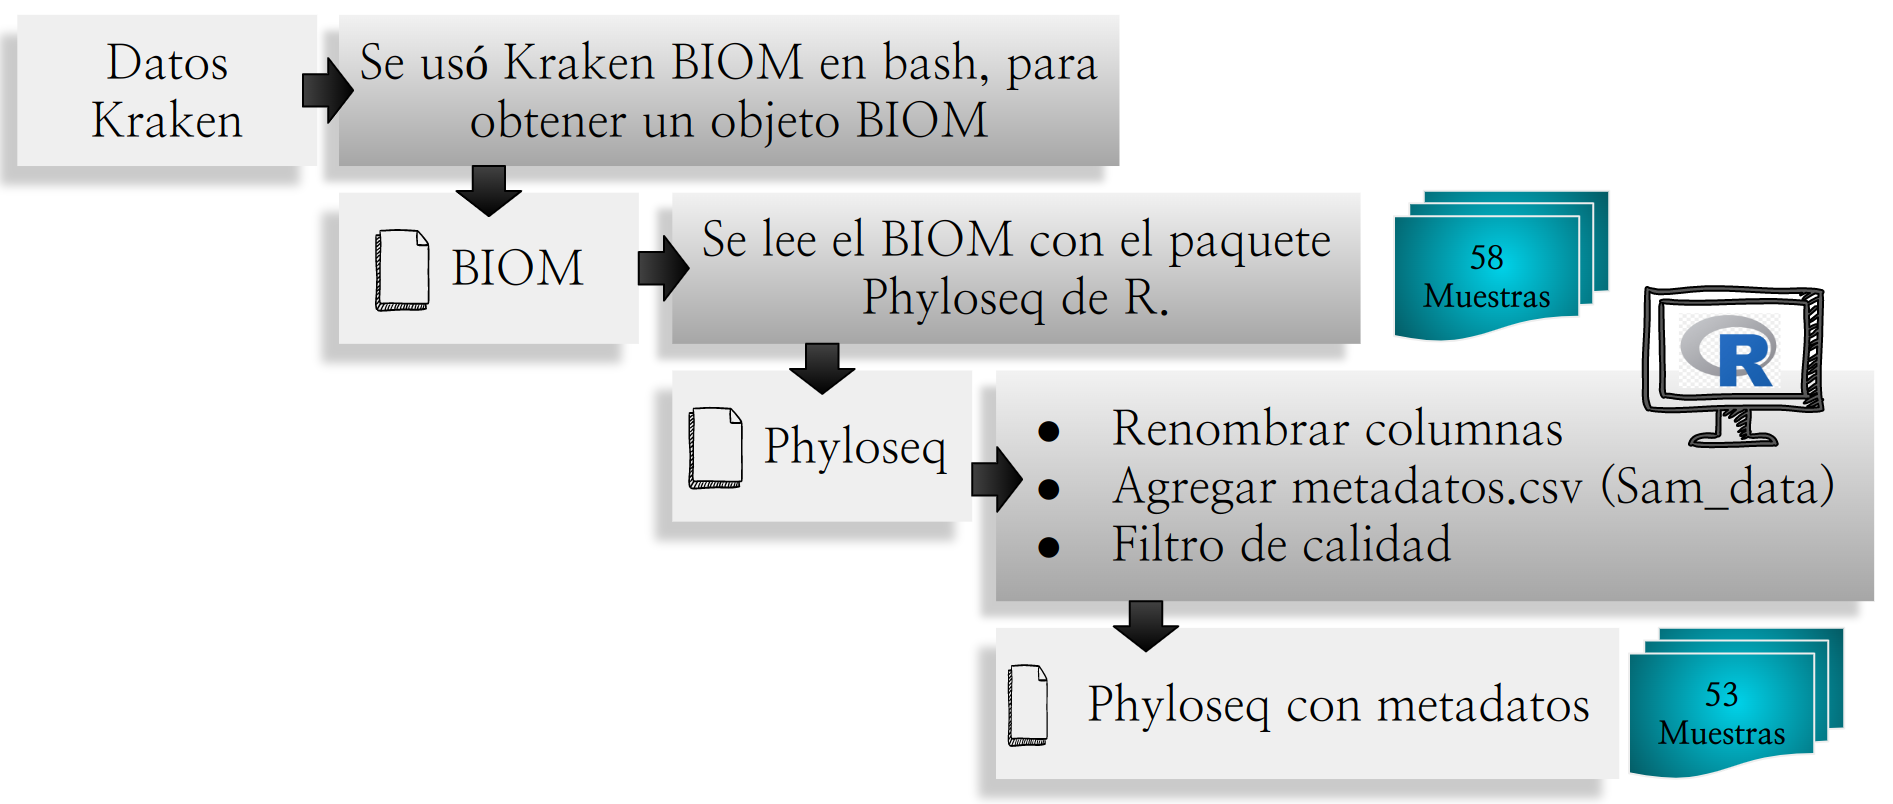 Datos
Kraken
Se usó Kraken BIOM en bash, para
obtener un objeto BIOM
BIOM
Se lee el BIOM con el paquete
Phyloseq de R.
58
Muestras
R
Phyloseq
● Renombrar columnas
● Agregar metadatos.csv (Sam_data)
● Filtro de calidad
Phyloseq con metadatos
53
Muestras